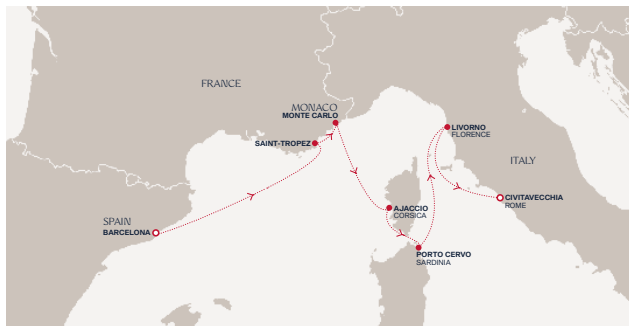 FRANCE
MONACO
MONTE CARLO
SAINT-TROPEZ
LIVORNO
FLORENCE
ITALY
CIVITAVECCHIA
ROME
AJACCIO
CORSICA
SPAIN
BARCELONA
PORTO CERVO
SARDINIA